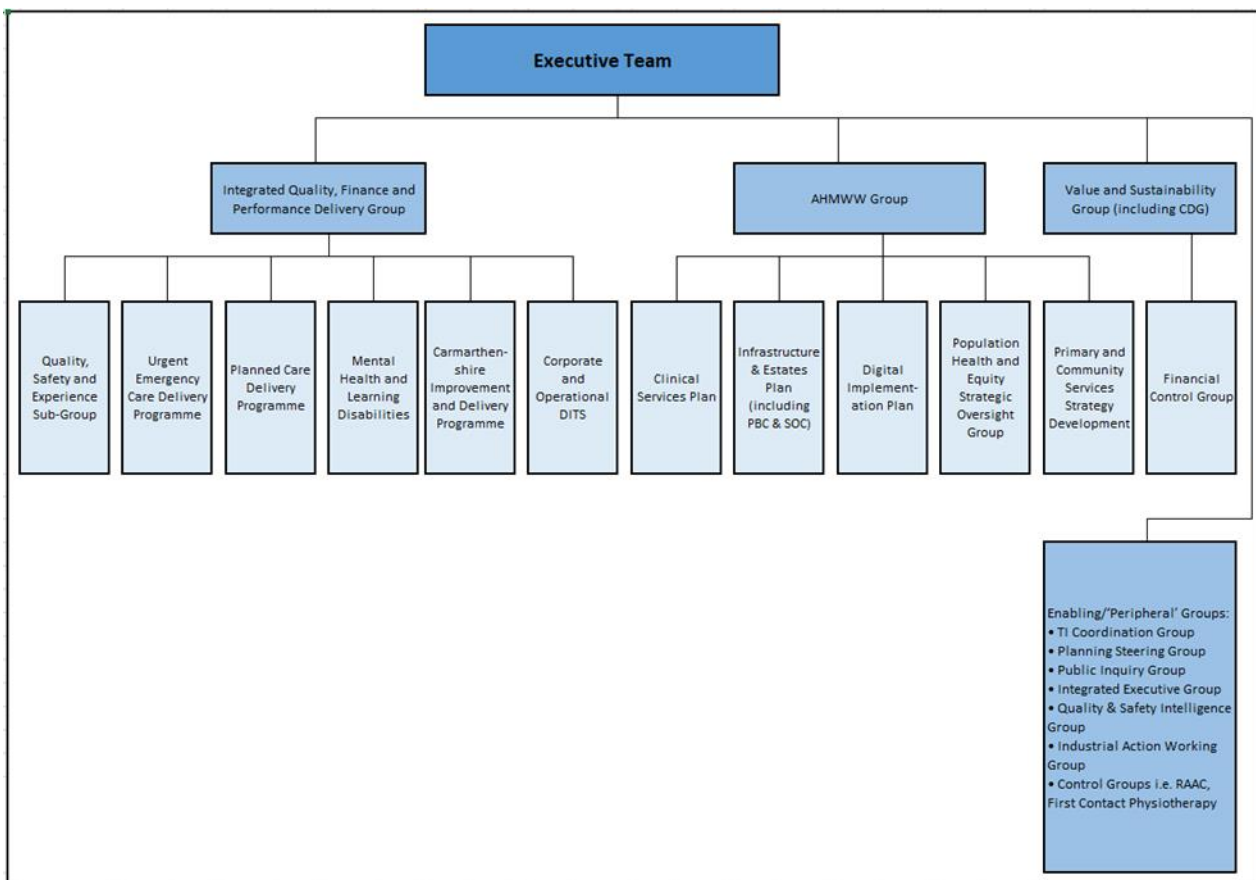 Executive Team
Integrated Quality, Finance and
Performance Delivery Group
AHMWW Group
Value and Sustainability
Group (including CDG)
Quality,
Safety and
Experience
Sub-Group
Urgent
Emergency
Care Delivery
Programme
Planned Care
Delivery
Programme
Mental
Health and
Learning
Disabilities
Carmarthen-
shire
Improvement
and Delivery
Programme
Corporate
and
Operational
DITS
Clinical
Services Plan
Infrastructure
& Estates
Plan
(including
PBC & SOC)
Digital
Implement-
ation Plan
Population
Health and
Equity
Strategic
Oversight
Group
Primary and
Community
Services
Strategy
Development
Financial
Control Group
Enabling/'Peripheral' Groups:
• TI Coordination Group
• Planning Steering Group
• Public Inquiry Group
• Integrated Executive Group
• Quality & Safety Intelligence
Group
• Industrial Action Working
Group
• Control Groups i.e. RAAC,
First Contact Physiotherapy